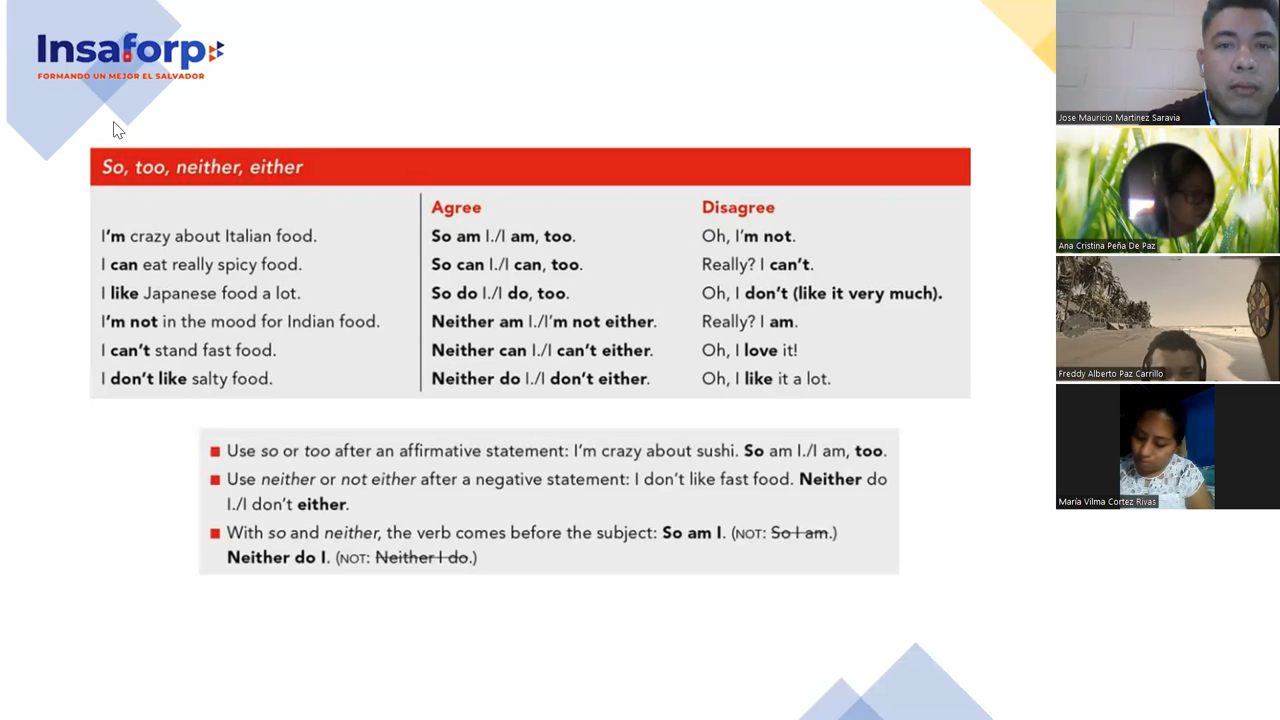 Insaforp
FORMANDO UN MEJOR EL SALVADOR
So, too, neither, either
Agree Disagree
I'm crazy about Italian food. So am I./I am, too. Oh, I'm not.
I can eat really spicy food. So can I./I can, too. Really? I can't.
I like Japanese food a lot. So do I./I do, too. Oh, I don't (like it very much).
I'm not in the mood for Indian food. Neither am I./I'm not either. Really? I am.
I can't stand fast food. Neither can I./I can't either. Oh, I love it!
I don't like salty food. Neither do I./I don't either. Oh, I like it a lot.
Use so or too after an affirmative statement: I'm crazy about sushi. So am I./I am, too.
Use neither or not either after a negative statement: I don't like fast food. Neither do
I./I don't either.
With so and neither, the verb comes before the subject: So am I. (NOT: So I am.)
Neither do I. (NOT: Neither I do.)
Jose Mauricio Martinez Saravia
Ana Cristina Peña De Paz
Freddy Alberto Paz Carrillo
María Vilma Cortez Rivas